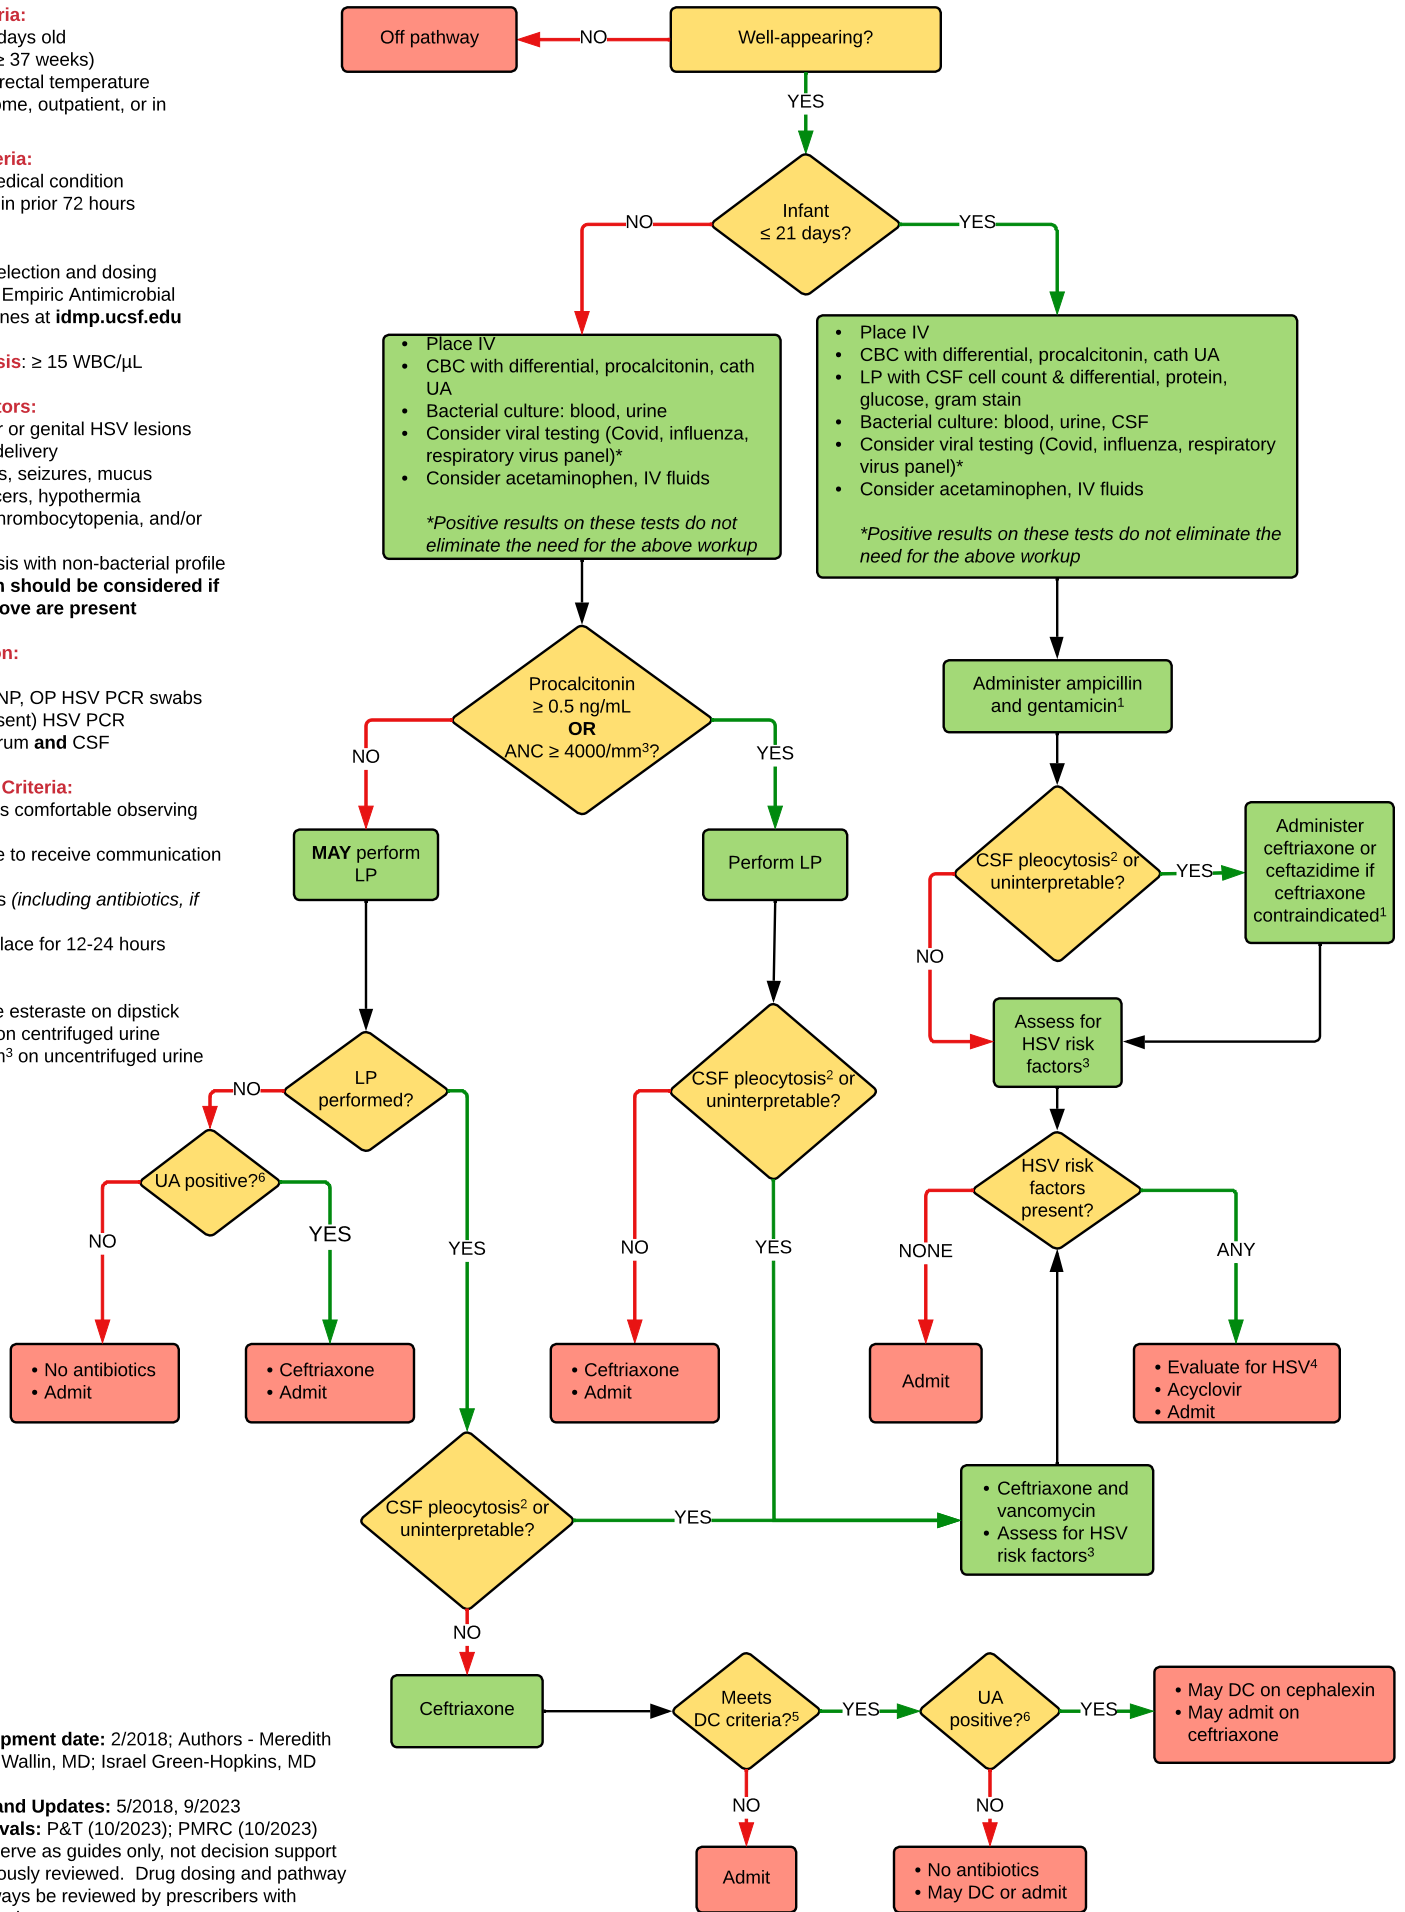 ria:
days old
≥ 37 weeks)
rectal temperature
ome, outpatient, or in
eria:
edical condition
in prior 72 hours
election and dosing
Empiric Antimicrobial
nes at idmp.ucsf.edu
sis: ≥ 15 WBC/µL
tors:
r or genital HSV lesions
delivery
s, seizures, mucus
cers, hypothermia
hrombocytopenia, and/or
sis with non-bacterial profile
n should be considered if
ove are present
on:
NP, OP HSV PCR swabs
sent) HSV PCR
rum and CSF
Criteria:
s comfortable observing
e to receive communication
s (including antibiotics, if
lace for 12-24 hours
e esteraste on dipstick
on centrifuged urine
m³ on uncentrifuged urine
Off pathway
NO
Well-appearing?
YES
Infant
≤ 21 days?
NO
YES
• Place IV
• CBC with differential, procalcitonin, cath
UA
• Bacterial culture: blood, urine
• Consider viral testing (Covid, influenza,
respiratory virus panel)*
• Consider acetaminophen, IV fluids
*Positive results on these tests do not
eliminate the need for the above workup
• Place IV
• CBC with differential, procalcitonin, cath UA
• LP with CSF cell count & differential, protein,
glucose, gram stain
• Bacterial culture: blood, urine, CSF
• Consider viral testing (Covid, influenza, respiratory
virus panel)*
• Consider acetaminophen, IV fluids
*Positive results on these tests do not eliminate the
need for the above workup
Procalcitonin
≥ 0.5 ng/mL
OR
ANC ≥ 4000/mm³?
NO
YES
MAY perform
LP
Perform LP
Administer ampicillin
and gentamicin¹
CSF pleocytosis² or
uninterpretable?
YES
NO
Administer
ceftriaxone or
ceftazidime if
ceftriaxone
contraindicated¹
Assess for
HSV risk
factors³
LP
performed?
NO
YES
CSF pleocytosis² or
uninterpretable?
NO
YES
UA positive?⁶
NO
YES
HSV risk
factors
present?
NONE
ANY
• No antibiotics
• Admit
• Ceftriaxone
• Admit
• Ceftriaxone
• Admit
Admit
• Evaluate for HSV⁴
• Acyclovir
• Admit
CSF pleocytosis² or
uninterpretable?
YES
NO
• Ceftriaxone and
vancomycin
• Assess for HSV
risk factors³
Ceftriaxone
Meets
DC criteria?⁵
YES
NO
UA
positive?⁶
YES
NO
• May DC on cephalexin
• May admit on
ceftriaxone
Admit
• No antibiotics
• May DC or admit
pment date: 2/2018; Authors - Meredith
Wallin, MD; Israel Green-Hopkins, MD
and Updates: 5/2018, 9/2023
vals: P&T (10/2023); PMRC (10/2023)
erve as guides only, not decision support
ously reviewed. Drug dosing and pathway
ways be reviewed by prescribers with